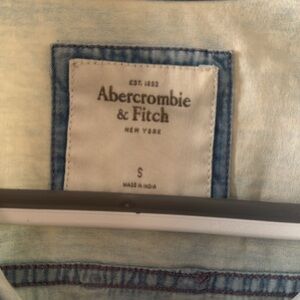 EST. 1892
Abercrombie
& Fitch
NEW YORK
S
MADE IN INDIA